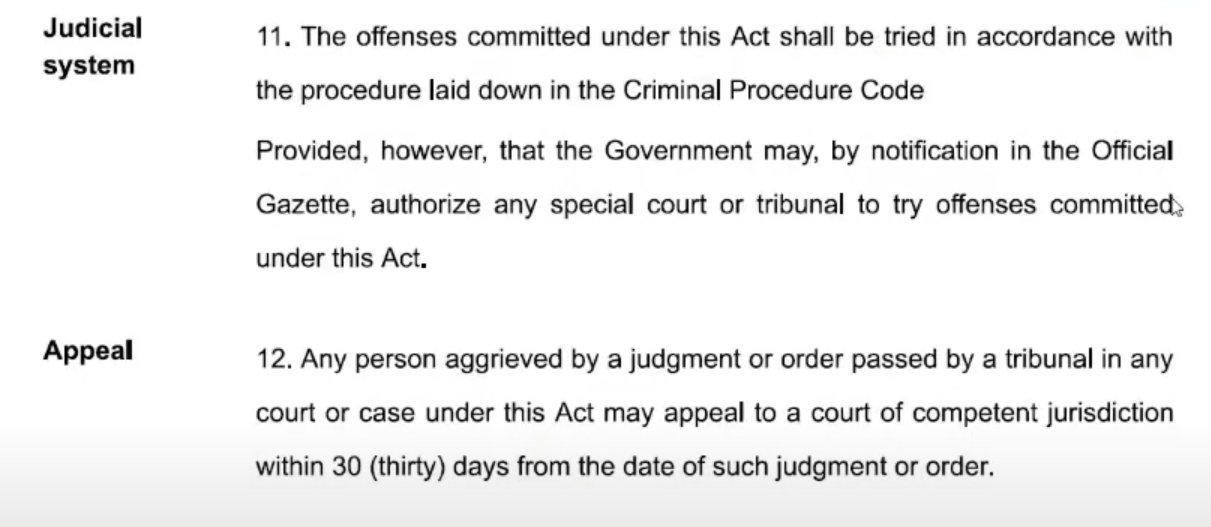 Judicial
system
11. The offenses committed under this Act shall be tried in accordance with
the procedure laid down in the Criminal Procedure Code
Provided, however, that the Government may, by notification in the Official
Gazette, authorize any special court or tribunal to try offenses committed
under this Act.
Appeal
12. Any person aggrieved by a judgment or order passed by a tribunal in any
court or case under this Act may appeal to a court of competent jurisdiction
within 30 (thirty) days from the date of such judgment or order.